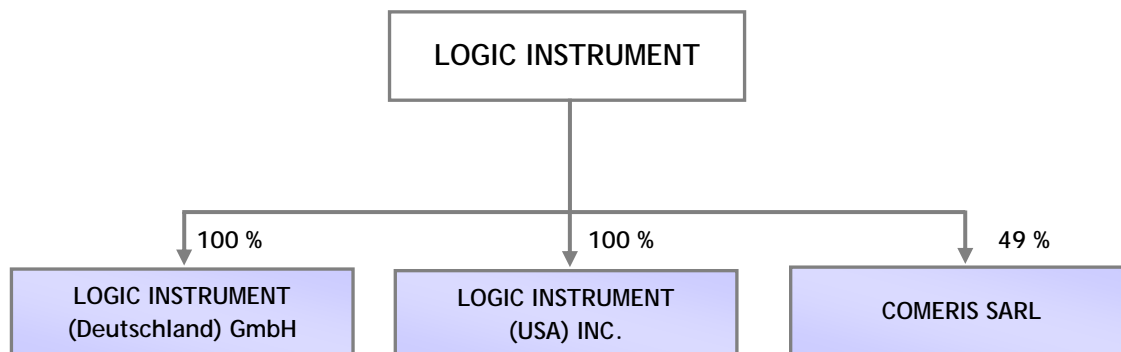 LOGIC INSTRUMENT
100 %
100 %
49 %
LOGIC INSTRUMENT
(Deutschland) GmbH
LOGIC INSTRUMENT
(USA) INC.
COMERIS SARL